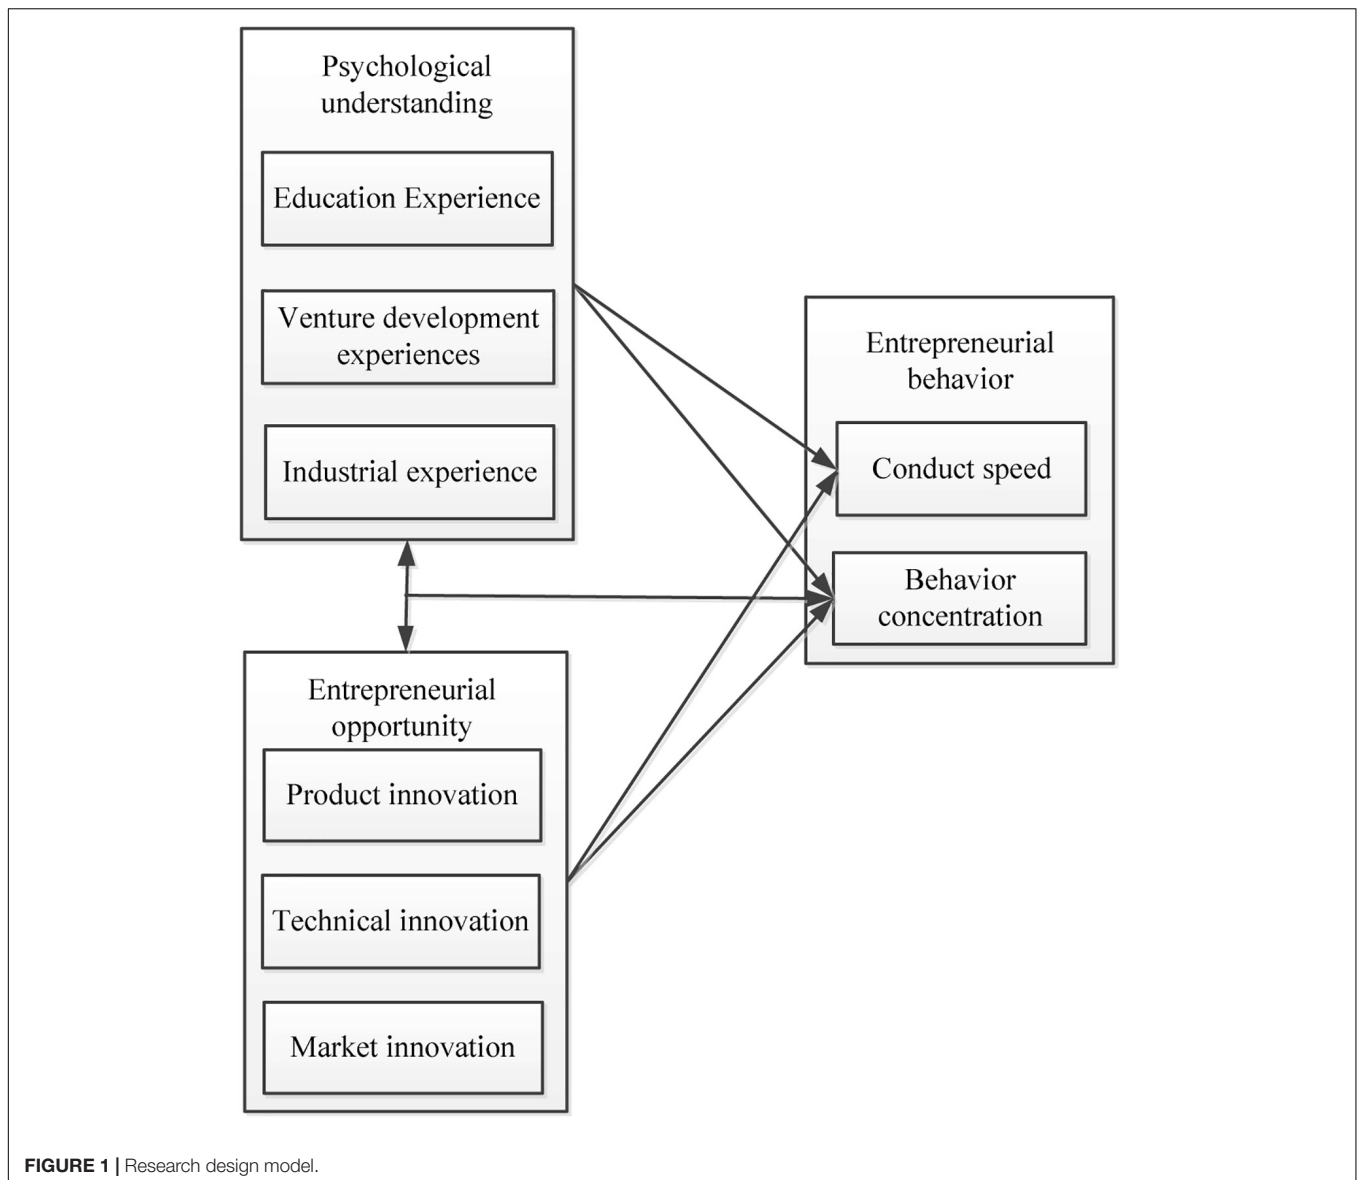 Psychological
understanding
Education Experience
Venture development
experiences
Industrial experience
Entrepreneurial
behavior
Conduct speed
Behavior
concentration
Entrepreneurial
opportunity
Product innovation
Technical innovation
Market innovation
FIGURE 1 | Research design model.